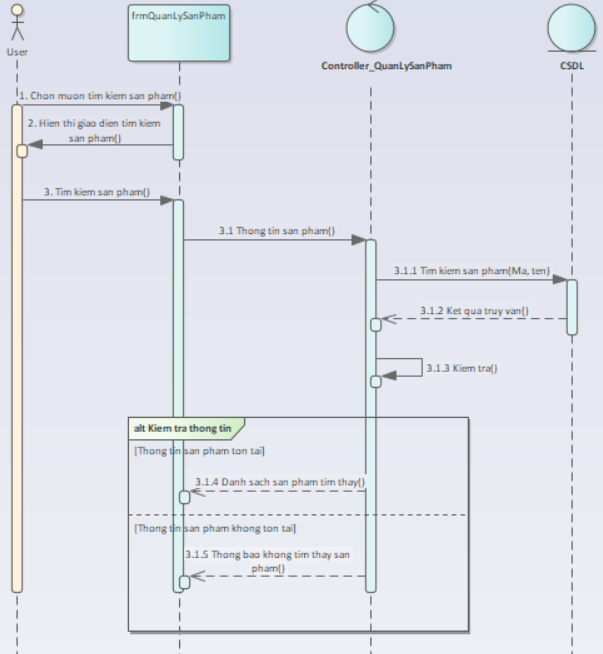 frmQuanLySanPham
User
Controller_QuanLySanPham
CSDL
1. Chon muon tim kiem san pham()
2. Hien thi giao dien tim kiem
san pham()
3. Tim kiem san pham()
3.1 Thong tin san pham()
3.1.1 Tim kiem san pham(Ma, ten)
3.1.2 Ket qua truy van()
3.1.3 Kiem tra()
alt Kiem tra thong tin
[Thong tin san pham ton tai]
3.1.4 Danh sach san pham tim thay()
[Thong tin san pham khong ton tai]
3.1.5 Thong bao khong tim thay san
pham()